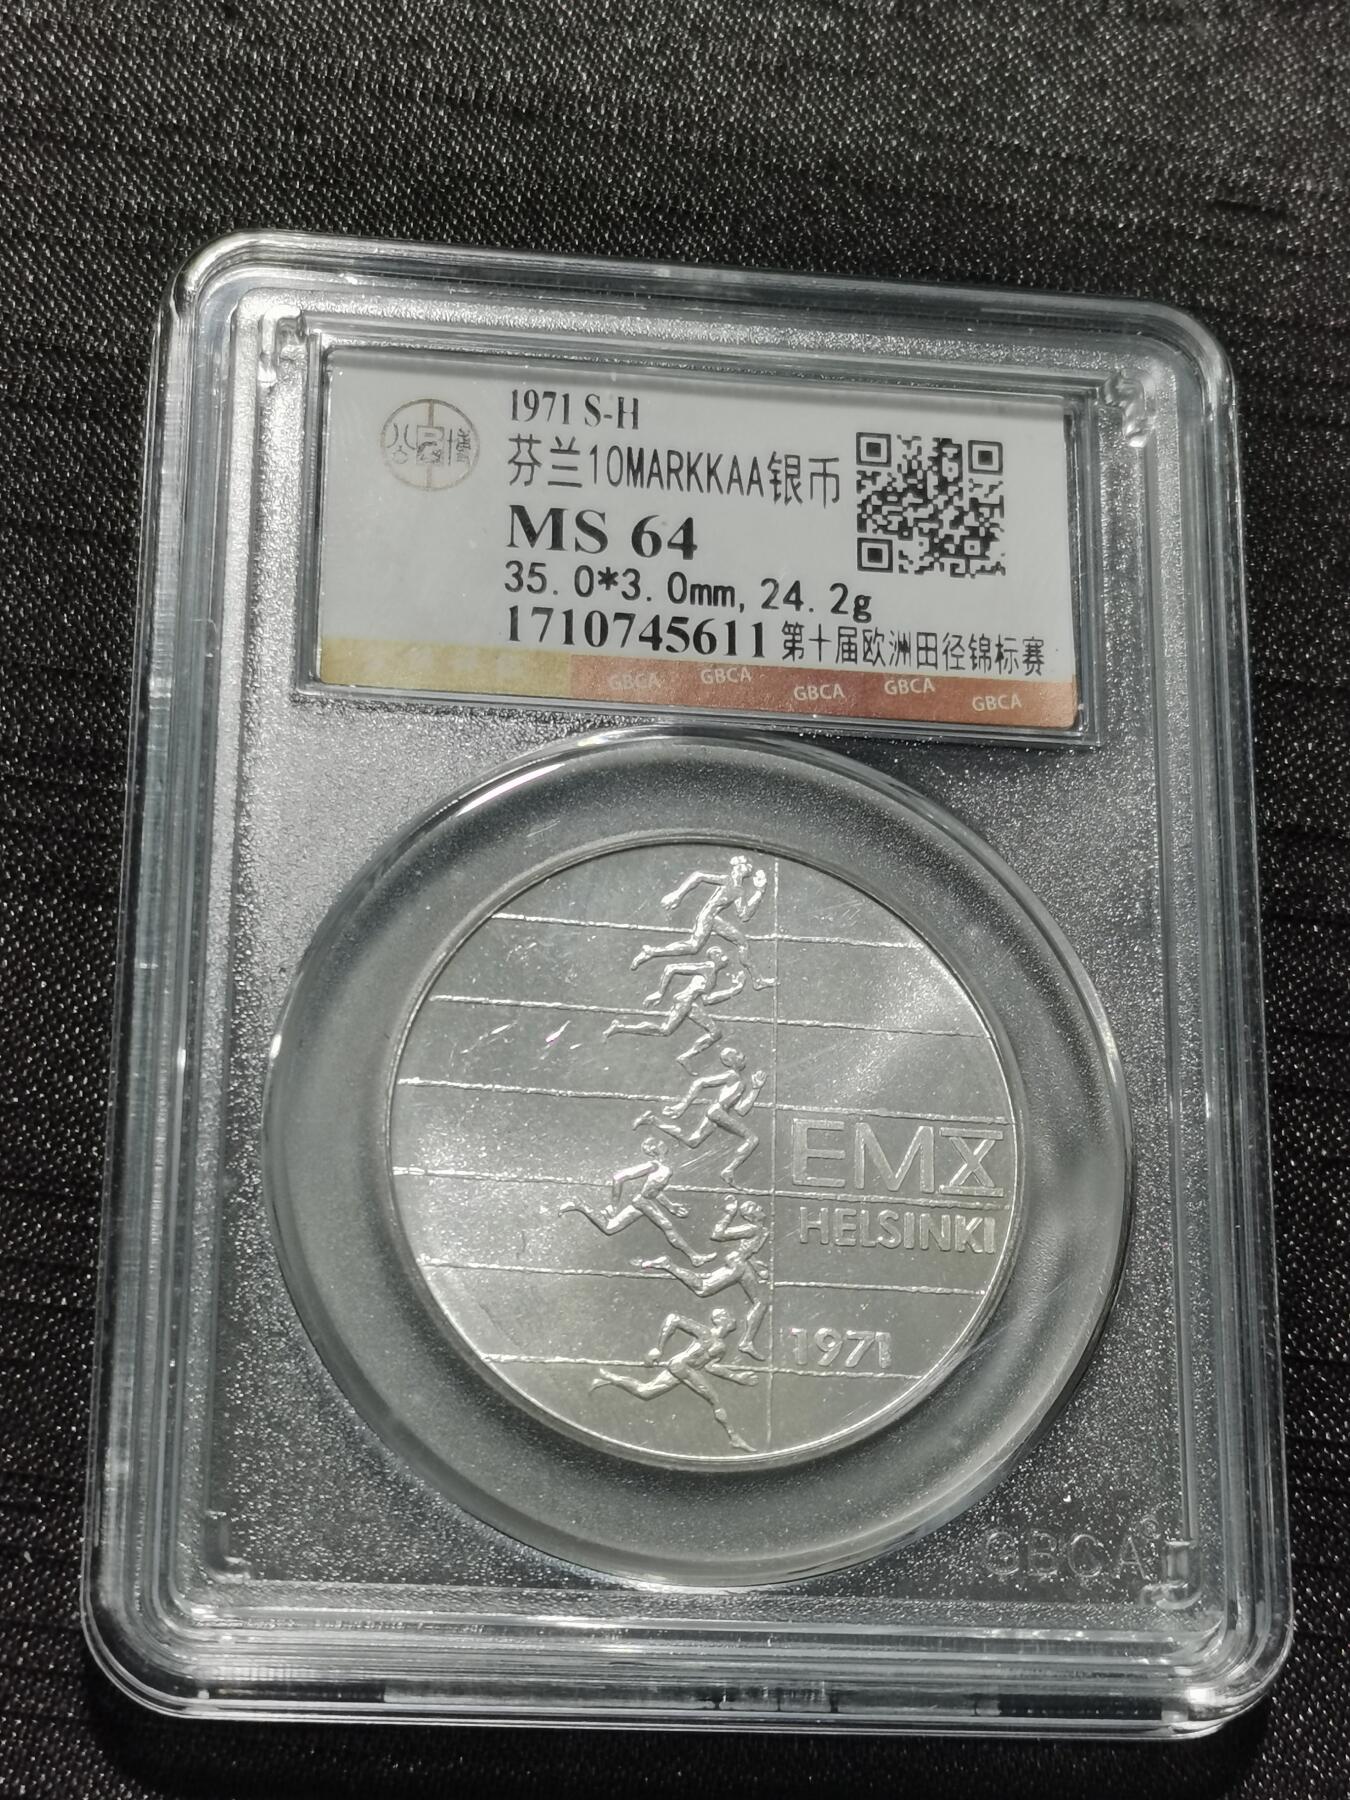 1971 S-H
芬兰10MARKKAA银币
MS 64
35.0*3.0mm, 24.2g
1710745611 第十届欧洲田径锦标赛
GBCA GBCA GBCA GBCA GBCA
EMX
HELSINKI
1971
GBCA